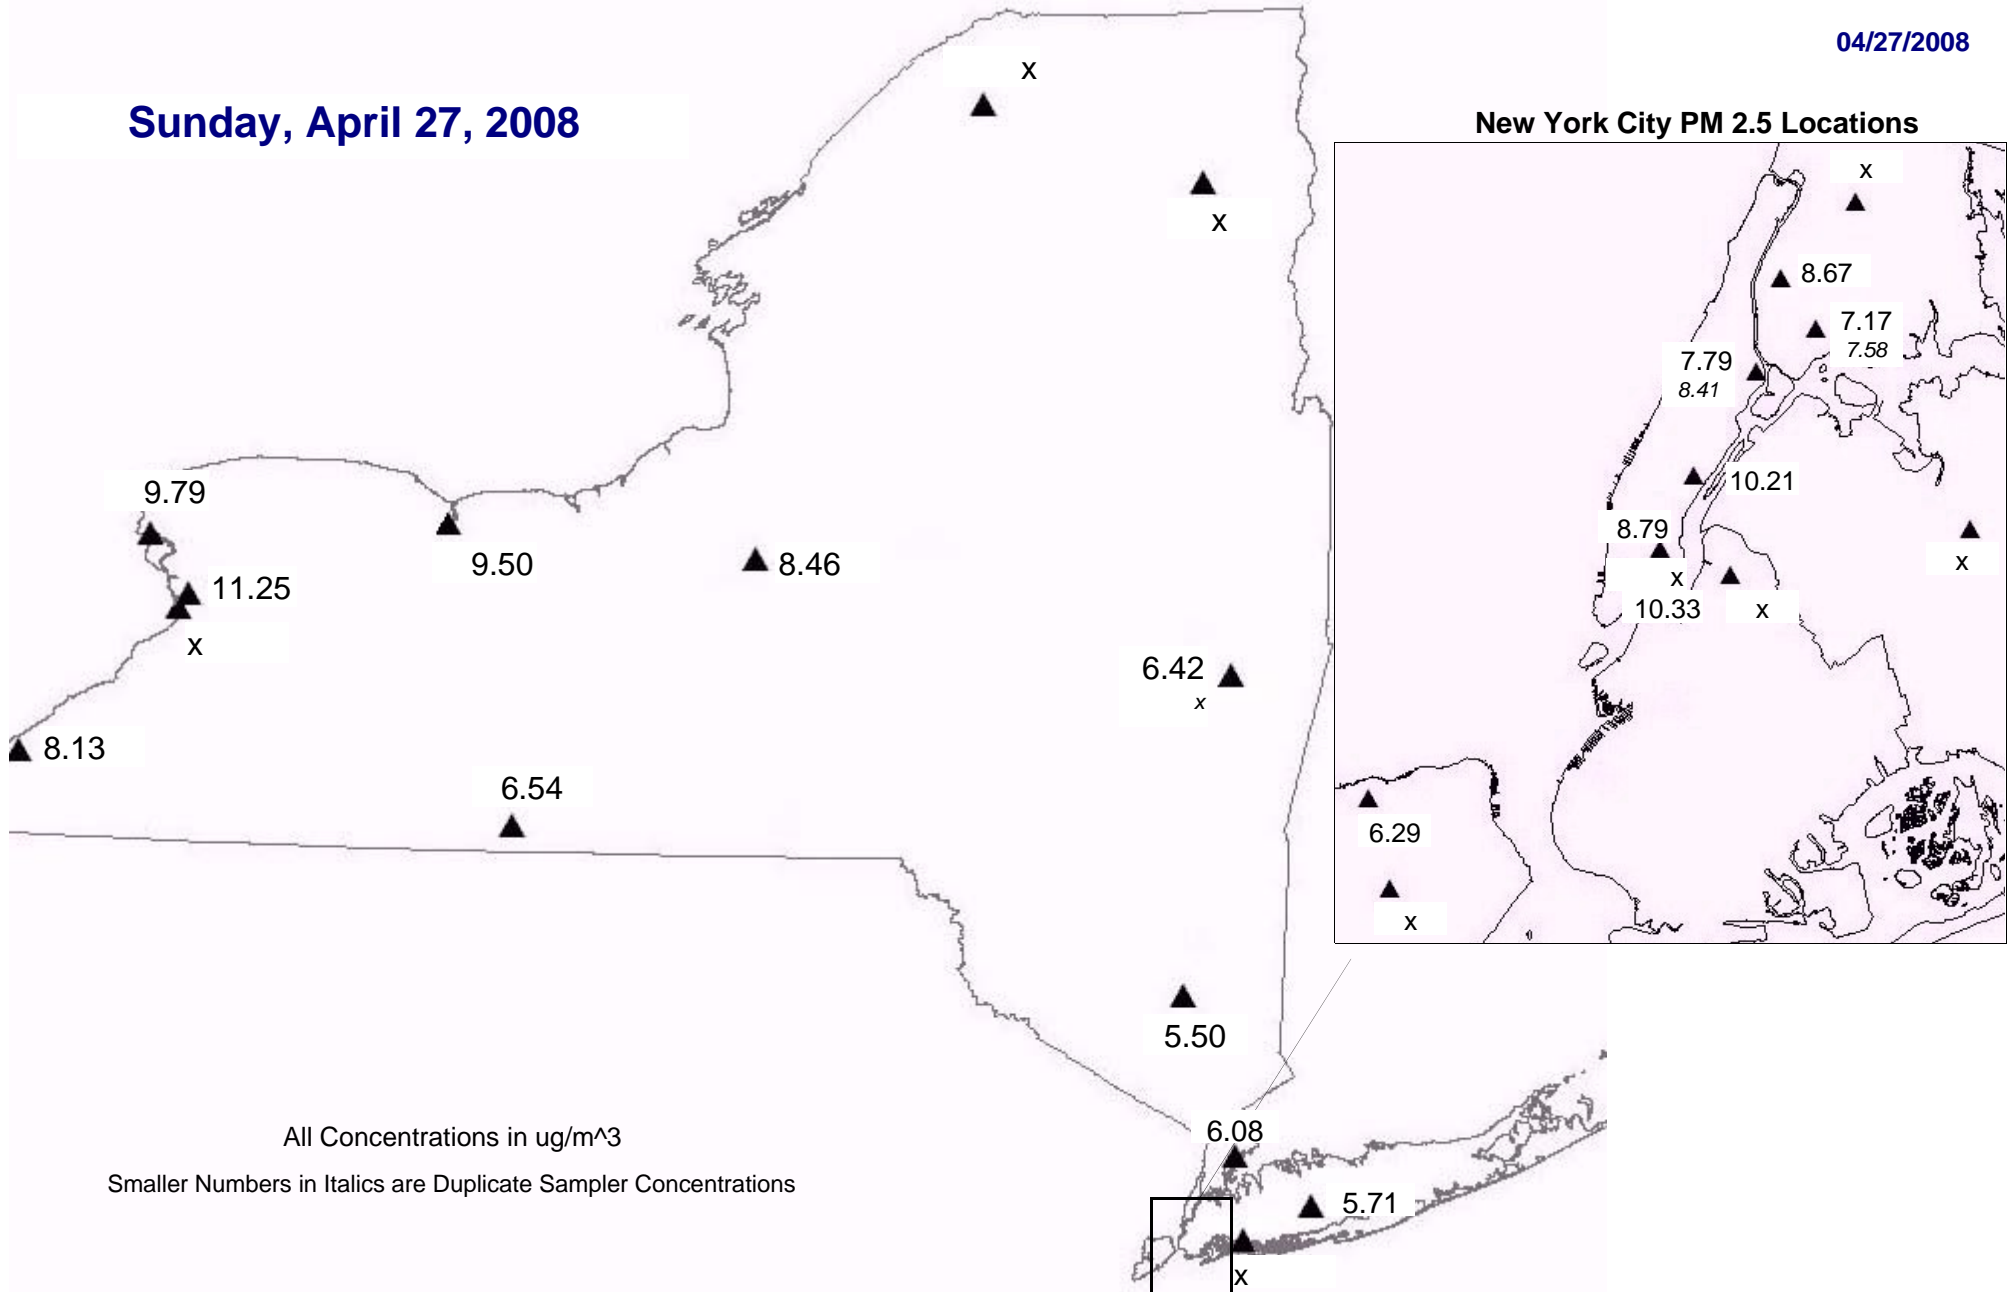 04/27/2008
Sunday, April 27, 2008
x
x
9.79
9.50
8.46
11.25
x
6.42
x
8.13
6.54
5.50
6.08
5.71
x
All Concentrations in ug/m^3
Smaller Numbers in Italics are Duplicate Sampler Concentrations
New York City PM 2.5 Locations
x
8.67
7.17
7.58
7.79
8.41
10.21
8.79
x
x
10.33
x
6.29
x